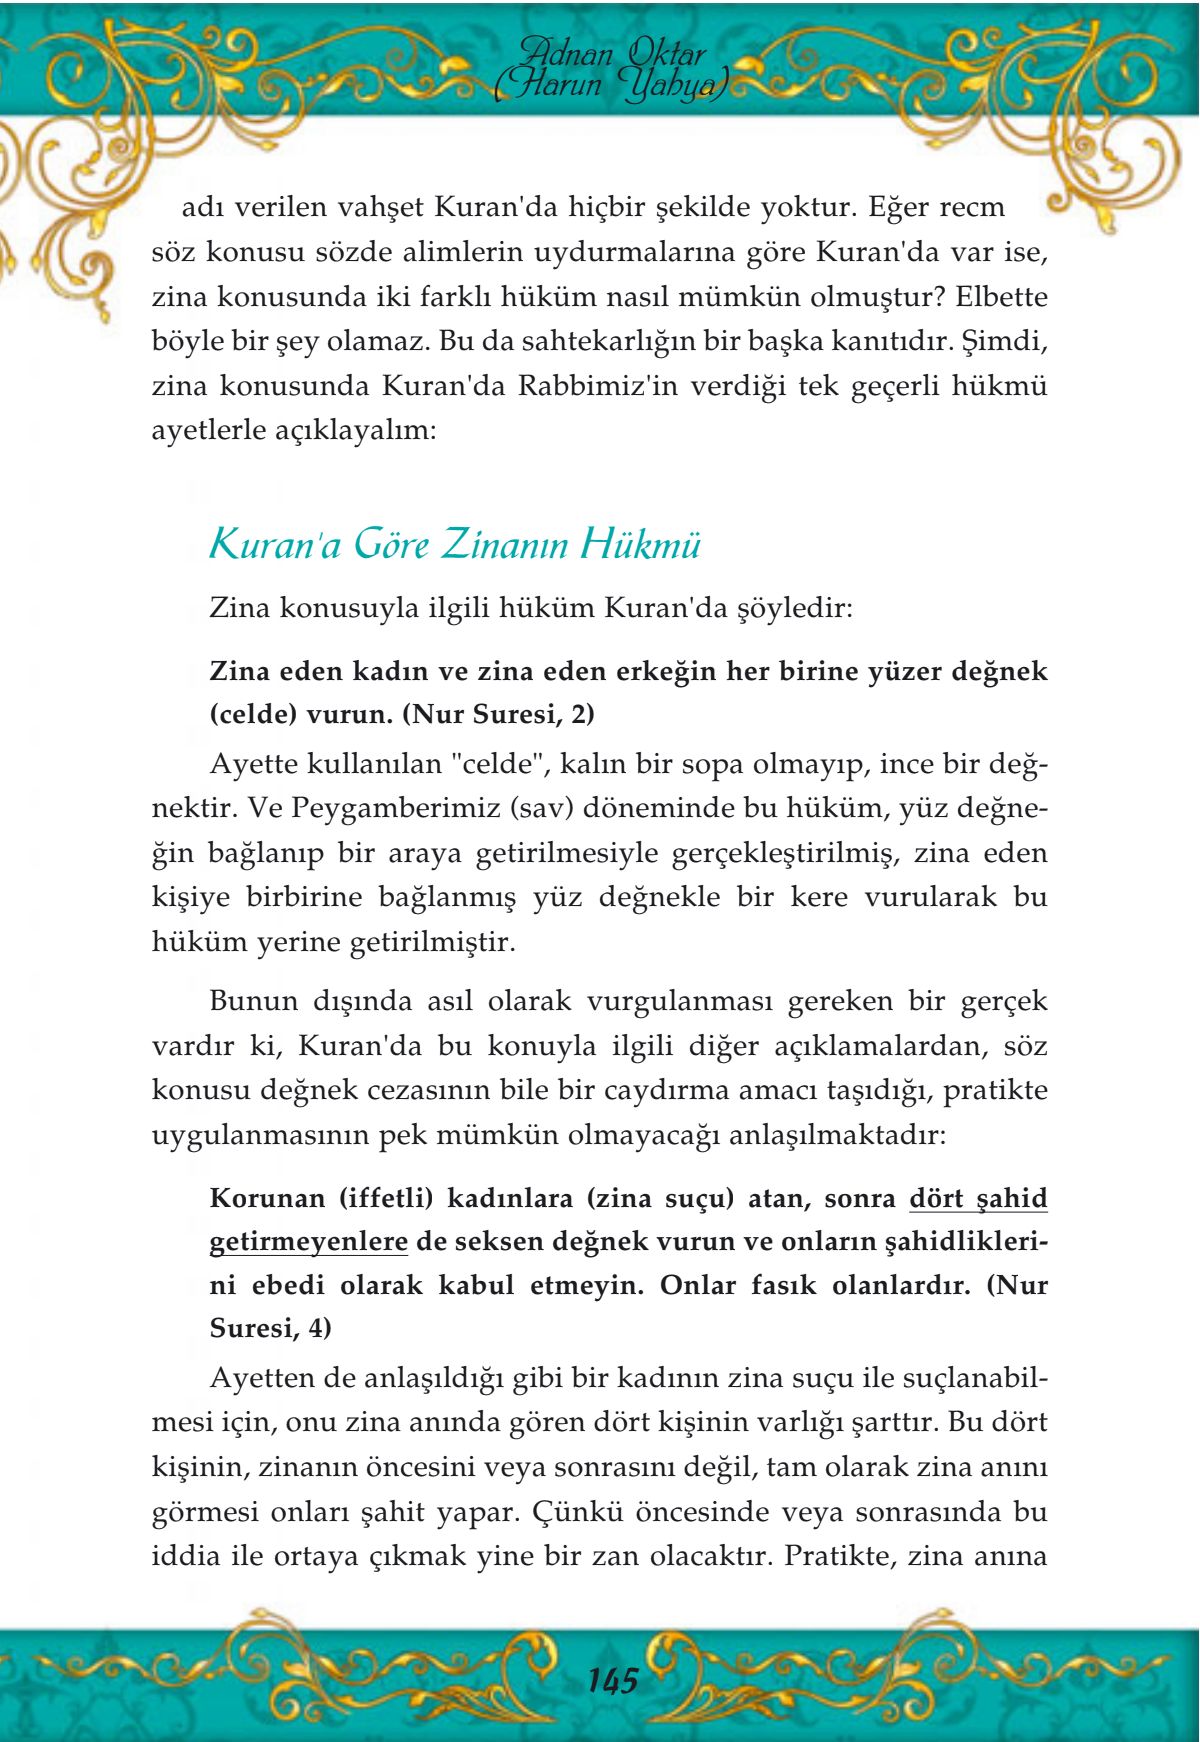 Adnan Oktar
(Harun Yahya)
adı verilen vahşet Kuran'da hiçbir şekilde yoktur. Eğer recm
söz konusu sözde alimlerin uydurmalarına göre Kuran'da var ise,
zina konusunda iki farklı hüküm nasıl mümkün olmuştur? Elbette
böyle bir şey olamaz. Bu da sahtekarlığın bir başka kanıtıdır. Şimdi,
zina konusunda Kuran'da Rabbimiz'in verdiği tek geçerli hükmü
ayetlerle açıklayalım:
Kuran'a Göre Zinanın Hükmü
Zina konusuyla ilgili hüküm Kuran'da şöyledir:
Zina eden kadın ve zina eden erkeğin her birine yüzer değnek
(celde) vurun. (Nur Suresi, 2)
Ayette kullanılan "celde", kalın bir sopa olmayıp, ince bir değ-
nektir. Ve Peygamberimiz (sav) döneminde bu hüküm, yüz değne-
ğin bağlanıp bir araya getirilmesiyle gerçekleştirilmiş, zina eden
kişiye birbirine bağlanmış yüz değnekle bir kere vurularak bu
hüküm yerine getirilmiştir.
Bunun dışında asıl olarak vurgulanması gereken bir gerçek
vardır ki, Kuran'da bu konuyla ilgili diğer açıklamalardan, söz
konusu değnek cezasının bile bir caydırma amacı taşıdığı, pratikte
uygulanmasının pek mümkün olmayacağı anlaşılmaktadır:
Korunan (iffetli) kadınlara (zina suçu) atan, sonra dört şahid
getirmeyenlere de seksen değnek vurun ve onların şahidlikleri-
ni ebedi olarak kabul etmeyin. Onlar fasık olanlardır. (Nur
Suresi, 4)
Ayetten de anlaşıldığı gibi bir kadının zina suçu ile suçlanabil-
mesi için, onu zina anında gören dört kişinin varlığı şarttır. Bu dört
kişinin, zinanın öncesini veya sonrasını değil, tam olarak zina anını
görmesi onları şahit yapar. Çünkü öncesinde veya sonrasında bu
iddia ile ortaya çıkmak yine bir zan olacaktır. Pratikte, zina anına
145